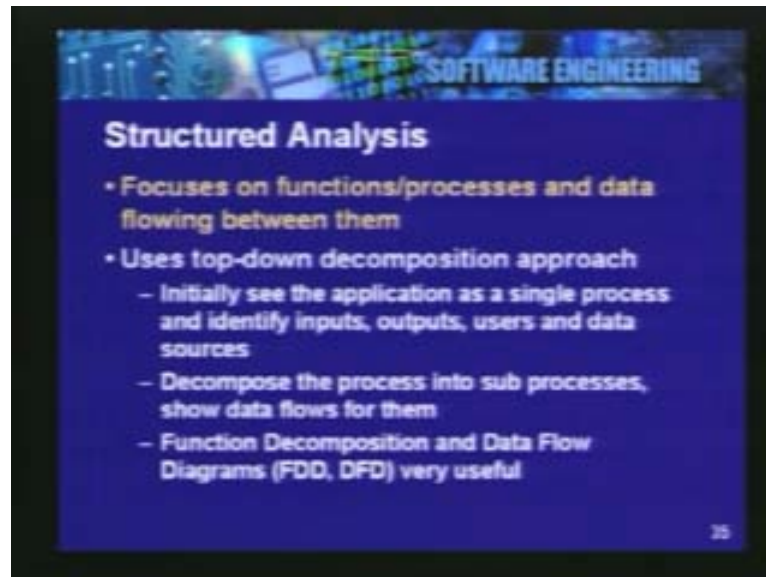 SOFTWARE ENGINEERING
Structured Analysis
• Focuses on functions/processes and data
flowing between them
• Uses top-down decomposition approach
– Initially see the application as a single process
and identify inputs, outputs, users and data
sources
– Decompose the process into sub processes,
show data flows for them
– Function Decomposition and Data Flow
Diagrams (FDD, DFD) very useful
35